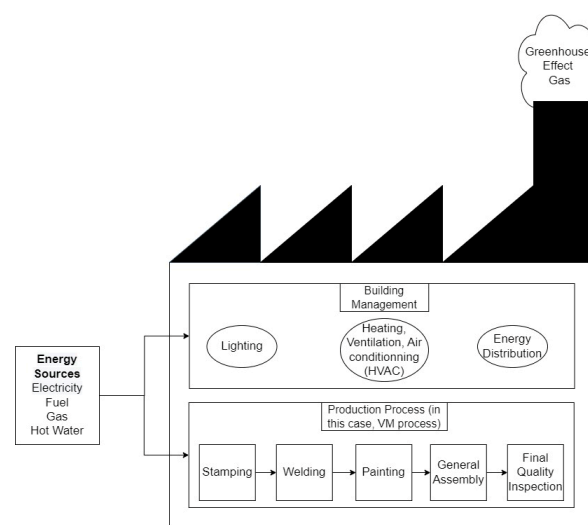 Greenhouse
Effect
Gas
Building
Management
Lighting
Heating,
Ventilation, Air
conditionning
(HVAC)
Energy
Distribution
Energy
Sources
Electricity
Fuel
Gas
Hot Water
Production Process (in
this case, VM process)
Stamping
Welding
Painting
General
Assembly
Final
Quality
Inspection